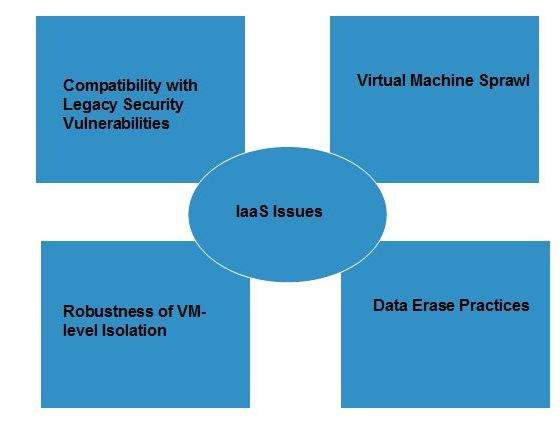 Compatibility with
Legacy Security
Vulnerabilities
Virtual Machine Sprawl
IaaS Issues
Robustness of VM-
level Isolation
Data Erase Practices